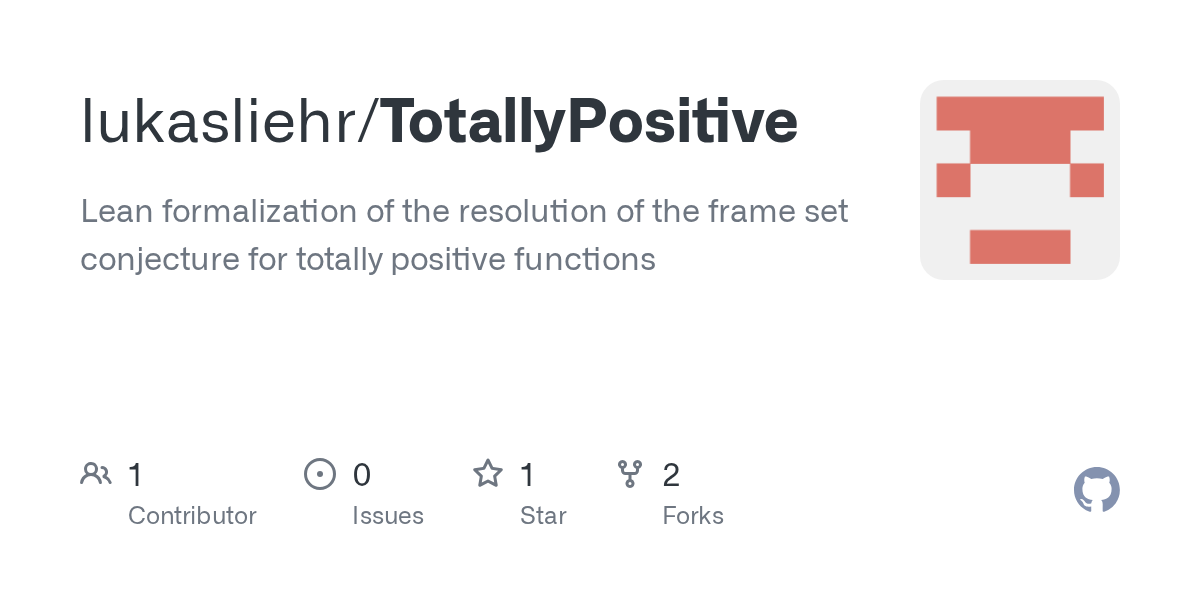 lukasliehr/TotallyPositive
Lean formalization of the resolution of the frame set
conjecture for totally positive functions
1 0 1 2
Contributor Issues Star Forks